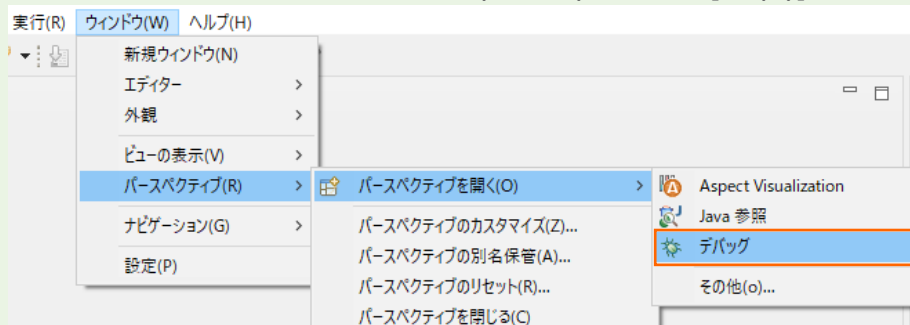 実行(R) ウィンドウ(W) ヘルプ(H)
新規ウィンドウ(N)
エディター
外観
ビューの表示(V)
パースペクティブ(R)
ナビゲーション(G)
設定(P)
パースペクティブを開く(O)
パースペクティブのカスタマイズ(Z)...
パースペクティブの別名保管(A)...
パースペクティブのリセット(R)...
パースペクティブを閉じる(C)
Aspect Visualization
Java 参照
デバッグ
その他(o)...